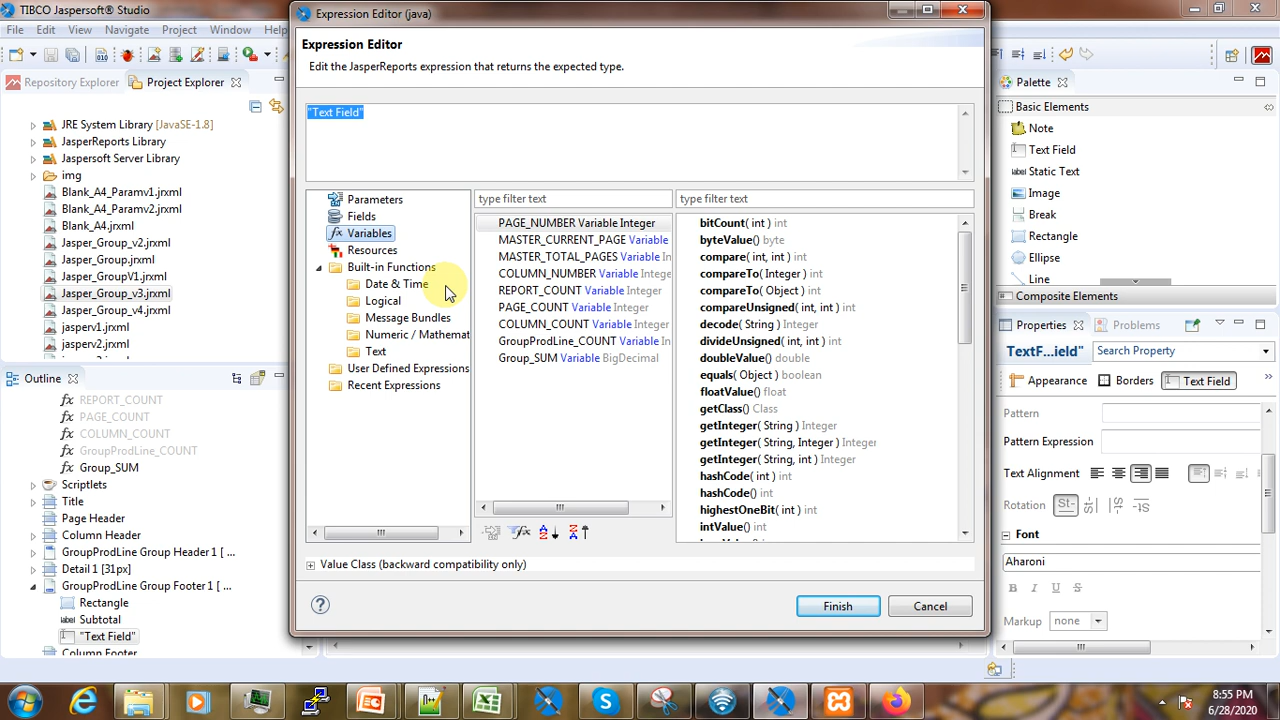 TIBCO Jaspersoft® Studio
File Edit View Navigate Project Window Help
Repository Explorer Project Explorer
JRE System Library [JavaSE-1.8]
JasperReports Library
Jaspersoft Server Library
img
Blank_A4_Paramv1.jrxml
Blank_A4_Paramv2.jrxml
Blank_A4.jrxml
Jasper_Group_v2.jrxml
Jasper_Group.jrxml
Jasper_GroupV1.jrxml
Jasper_Group_v3.jrxml
Jasper_Group_v4.jrxml
jasperv1.jrxml
jasperv2.jrxml
Outline
REPORT_COUNT
PAGE_COUNT
COLUMN_COUNT
GroupProdLine_COUNT
Group_SUM
Scriptlets
Title
Page Header
Column Header
GroupProdLine Group Header 1 [ ...
Detail 1 [31px]
GroupProdLine Group Footer 1 [ ...
Rectangle
Subtotal
"Text Field"
Column Footer
Expression Editor (java)
Expression Editor
Edit the JasperReports expression that returns the expected type.
"Text Field"
Parameters
Fields
Variables
Resources
Built-in Functions
Date & Time
Logical
Message Bundles
Numeric / Mathemat
Text
User Defined Expressions
Recent Expressions
type filter text
PAGE_NUMBER Variable Integer
MASTER_CURRENT_PAGE Variable
MASTER_TOTAL_PAGES Variable In
COLUMN_NUMBER Variable Intege
REPORT_COUNT Variable Integer
PAGE_COUNT Variable Integer
COLUMN_COUNT Variable Integer
GroupProdLine_COUNT Variable In
Group_SUM Variable BigDecimal
type filter text
bitCount( int ) int
byteValue() byte
compare( int, int ) int
compareTo( Integer ) int
compareTo( Object ) int
compareUnsigned( int, int ) int
decode( String ) Integer
divideUnsigned( int, int ) int
doubleValue() double
equals( Object ) boolean
floatValue() float
getClass() Class
getInteger( String ) Integer
getInteger( String, Integer ) Integer
getInteger( String, int ) Integer
hashCode( int ) int
hashCode() int
highestOneBit( int ) int
intValue() int
Value Class (backward compatibility only)
Finish Cancel
Palette
Basic Elements
Note
Text Field
Static Text
Image
Break
Rectangle
Ellipse
Line
Composite Elements
Properties Problems
TextF...ield" Search Property
Appearance Borders Text Field
Pattern
Pattern Expression
Text Alignment
Rotation St-
Font
Aharoni
B I U S
Markup none
8:55 PM
6/28/2020